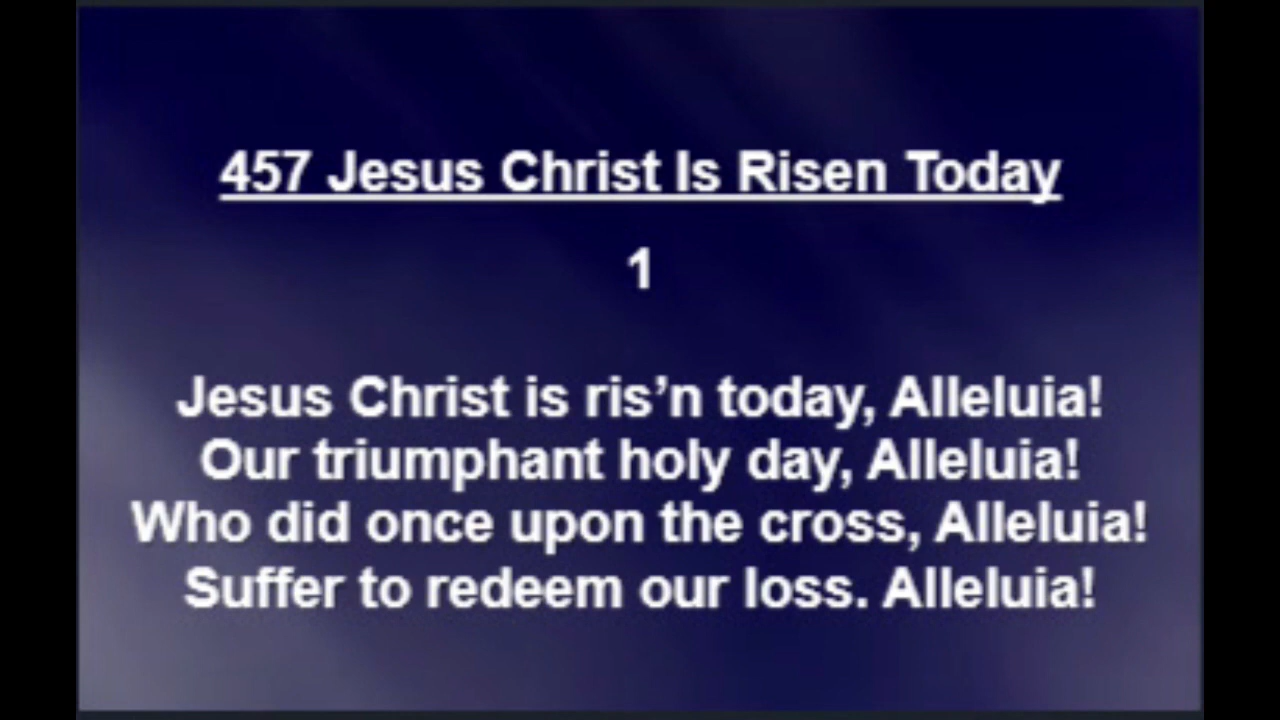 457 Jesus Christ Is Risen Today
1
Jesus Christ is ris’n today, Alleluia!
Our triumphant holy day, Alleluia!
Who did once upon the cross, Alleluia!
Suffer to redeem our loss. Alleluia!